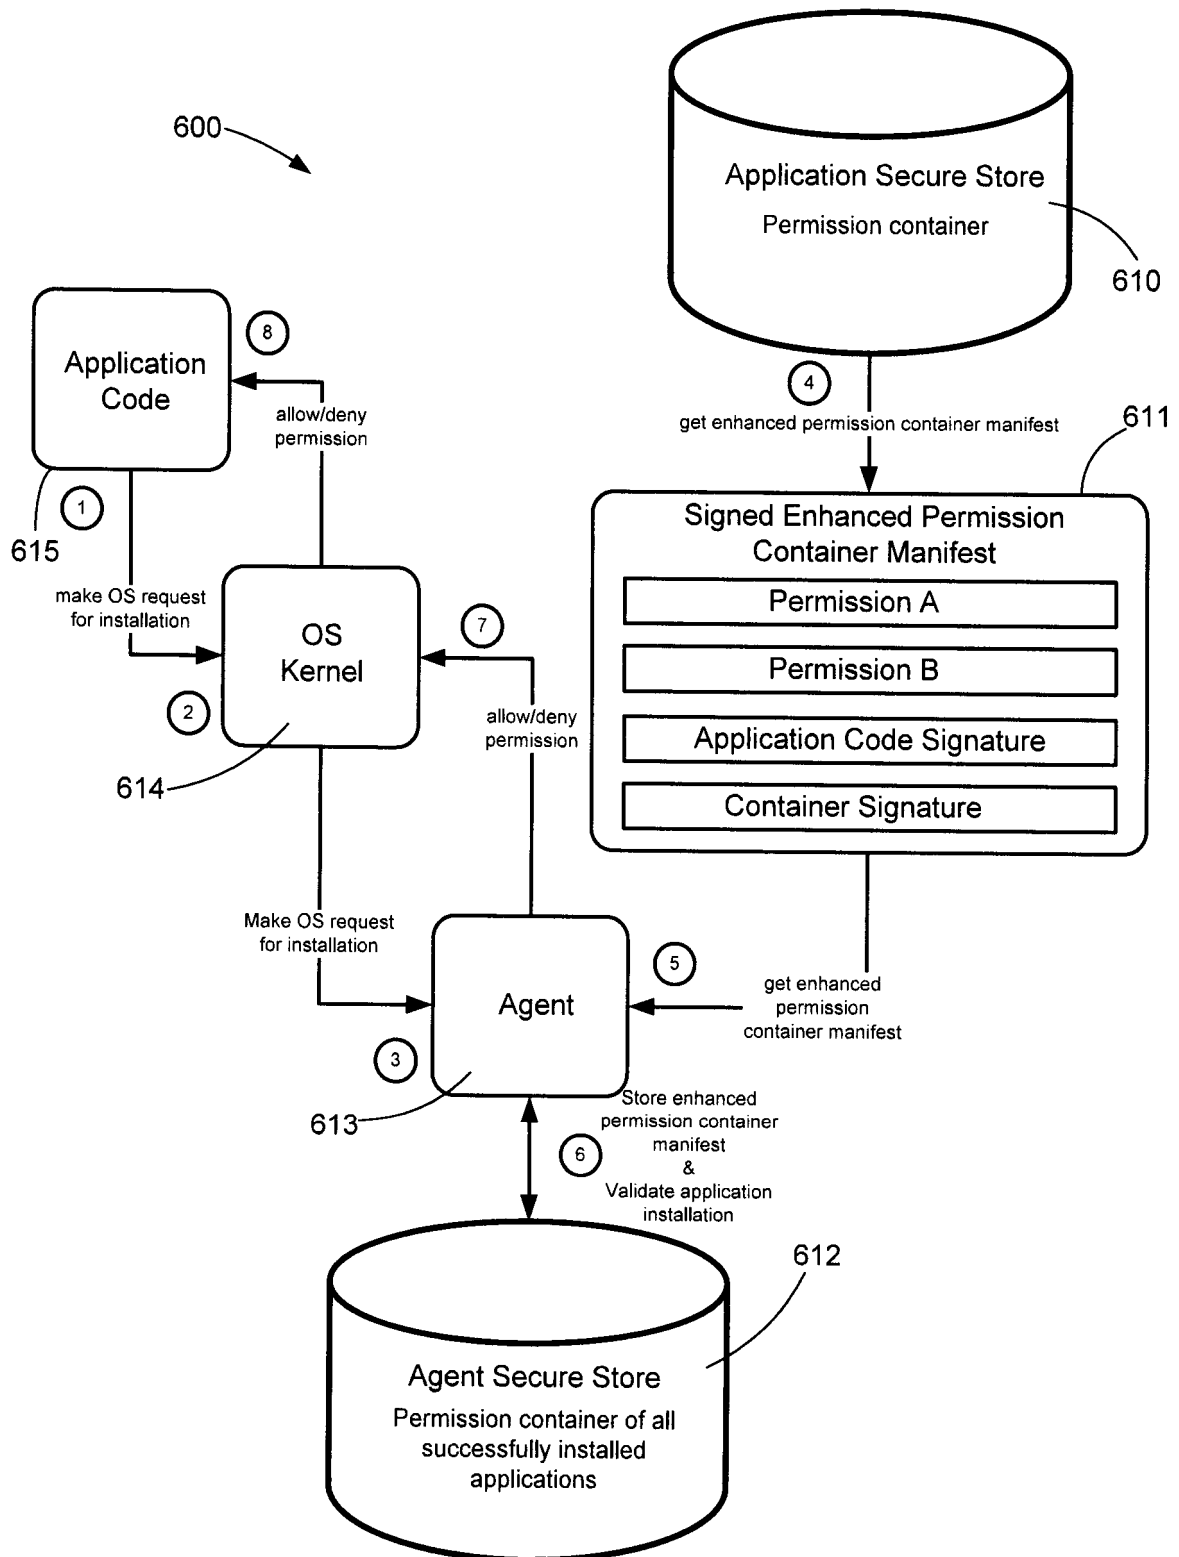 600
Application Secure Store
Permission container
610
Application
Code
8
allow/deny
permission
4
get enhanced permission container manifest
611
1
615
make OS request
for installation
OS
Kernel
7
2
614
allow/deny
permission
Signed Enhanced Permission
Container Manifest
Permission A
Permission B
Application Code Signature
Container Signature
Make OS request
for installation
Agent
5
get enhanced
permission
container manifest
3
613
6
Store enhanced
permission container
manifest
&
Validate application
installation
612
Agent Secure Store
Permission container of all
successfully installed
applications